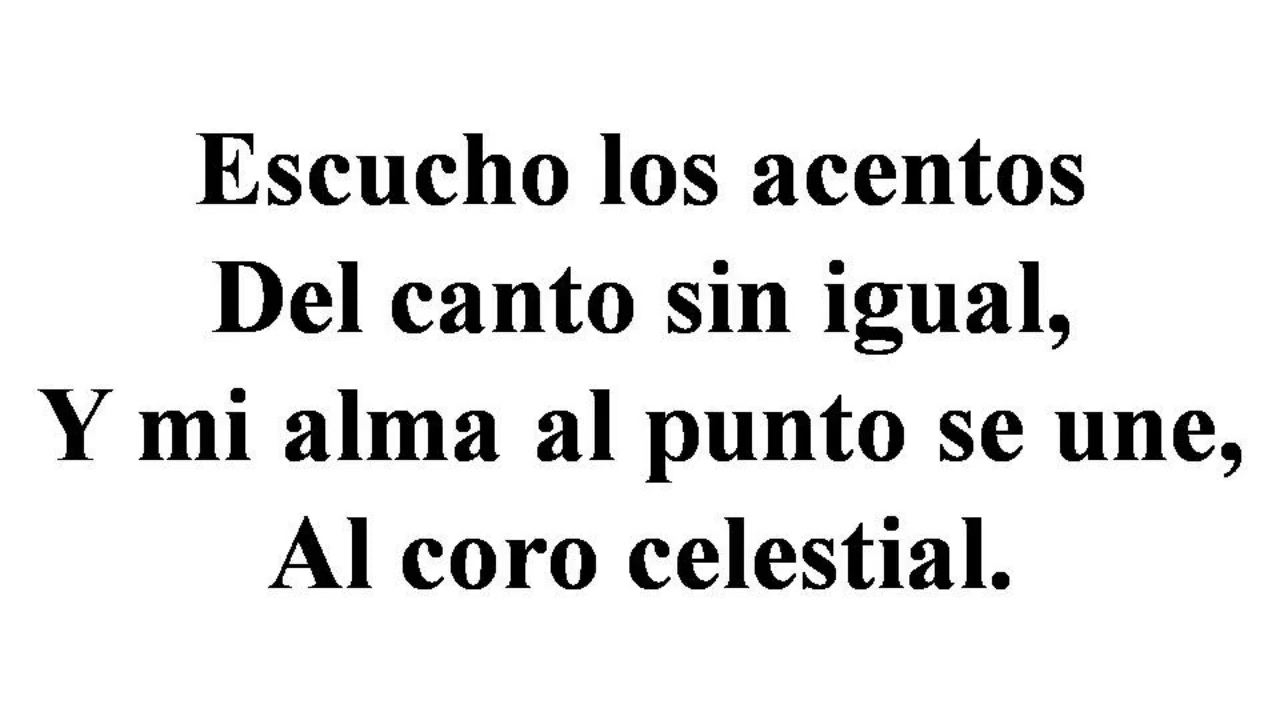 Escucho los acentos
Del canto sin igual,
Y mi alma al punto se une,
Al coro celestial.